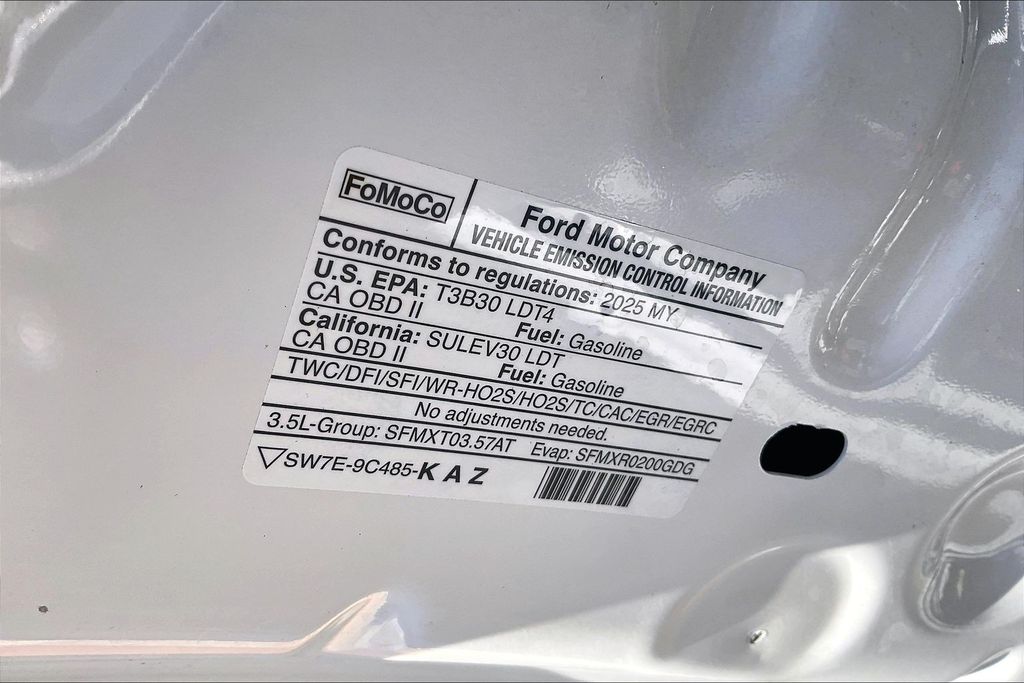 FoMoCo
Ford Motor Company
VEHICLE EMISSION CONTROL INFORMATION
Conforms to regulations: 2025 MY
U.S. EPA: T3B30 LDT4
CA OBD II Fuel: Gasoline
California: SULEV30 LDT
CA OBD II Fuel: Gasoline
TWC/DFI/SFI/WR-HO2S/HO2S/TC/CAC/EGR/EGRC
No adjustments needed.
3.5L-Group: SFMXT03.57AT Evap: SFMXR0200GDG
SW7E-9C485-KAZ